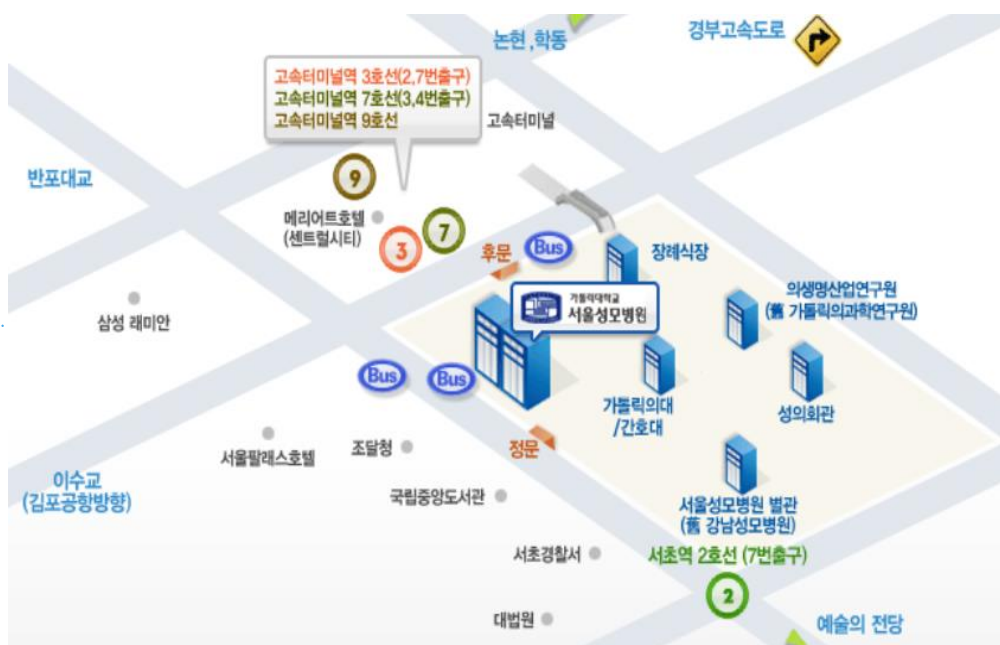 논현,학동
경부고속도로
고속터미널역 3호선(2,7번출구)
고속터미널역 7호선(3,4번출구)
고속터미널역 9호선
고속터미널
반포대교
9
메리어트호텔
(센트럴시티)
3
7
후문
Bus
장례식장
가톨릭대학교
서울성모병원
의생명산업연구원
(舊 가톨릭의과학연구원)
삼성 래미안
Bus
Bus
가톨릭의대
/간호대
성의회관
서울팔래스호텔
조달청
정문
이수교
(김포공항방향)
국립중앙도서관
서울성모병원 별관
(舊 강남성모병원)
서초경찰서
서초역 2호선 (7번출구)
2
대법원
예술의 전당